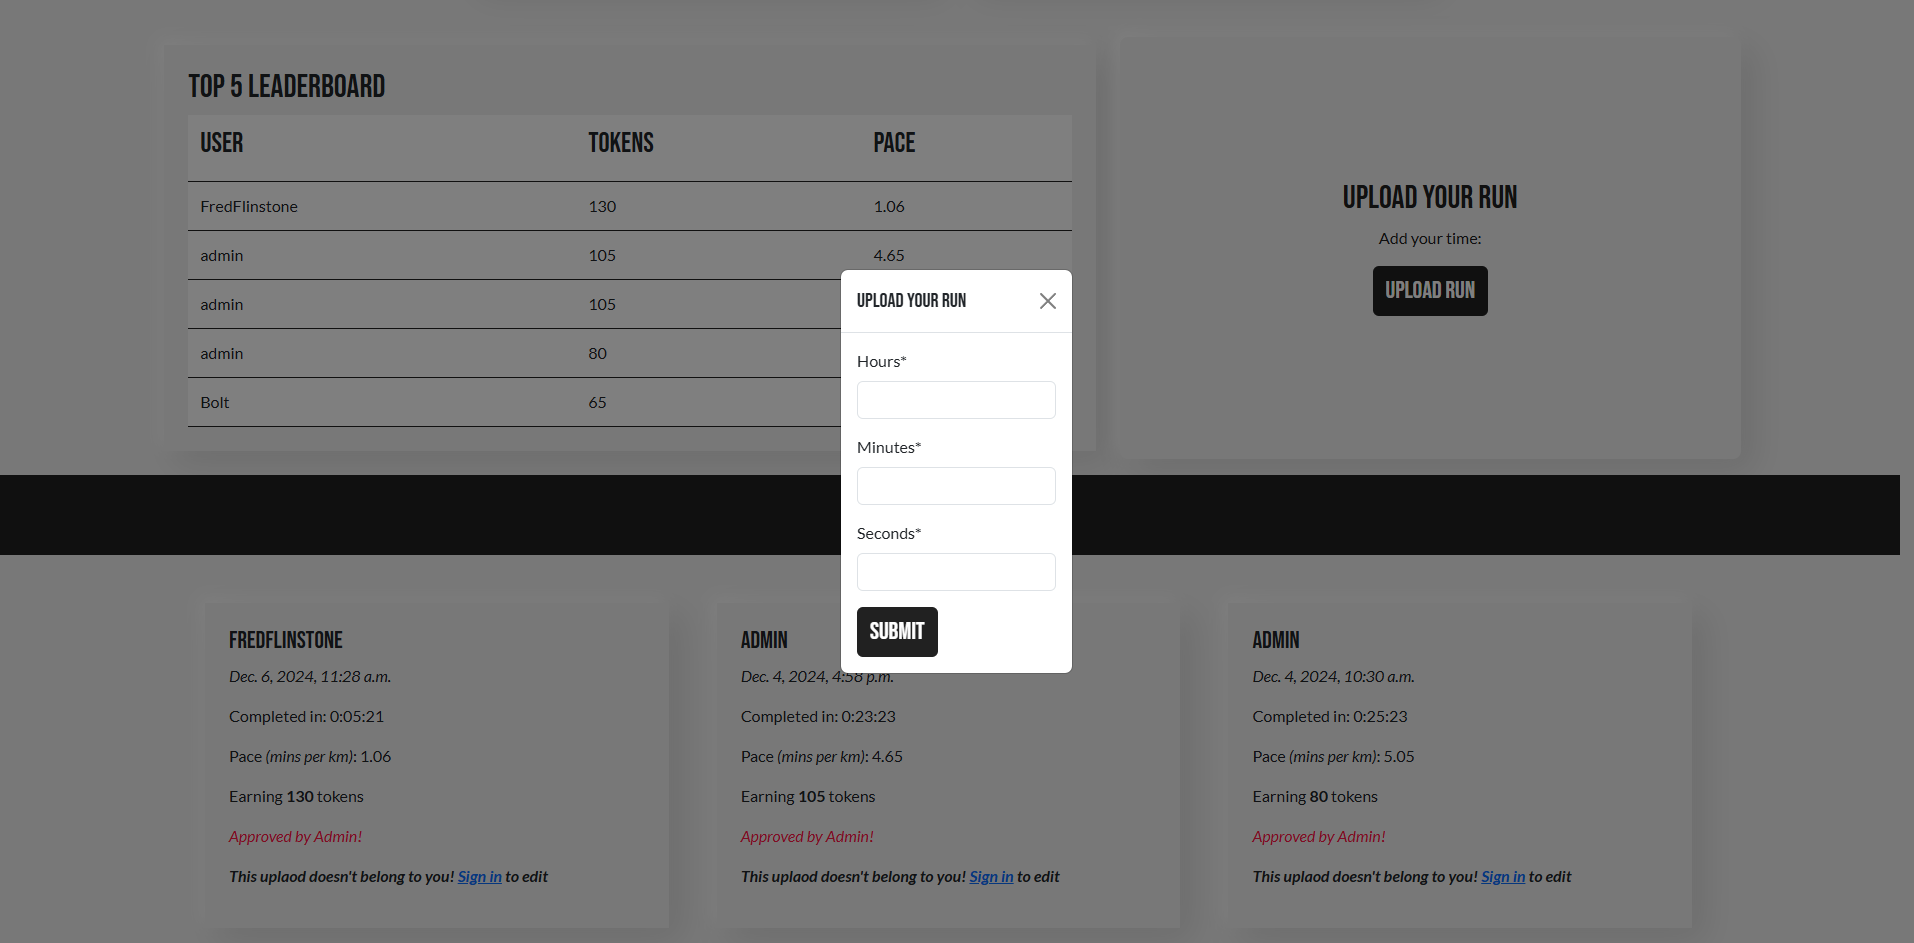 TOP 5 LEADERBOARD
USER TOKENS PACE
FredFlinstone 130 1.06
admin 105 4.65
admin 105
admin 80
Bolt 65
UPLOAD YOUR RUN
Add your time:
UPLOAD RUN
UPLOAD YOUR RUN
Hours*
Minutes*
Seconds*
SUBMIT
FREDFLINSTONE
Dec. 6, 2024, 11:28 a.m.
Completed in: 0:05:21
Pace (mins per km): 1.06
Earning 130 tokens
Approved by Admin!
This uplaod doesn't belong to you! Sign in to edit
ADMIN
Dec. 4, 2024, 4:58 p.m.
Completed in: 0:23:23
Pace (mins per km): 4.65
Earning 105 tokens
Approved by Admin!
This uplaod doesn't belong to you! Sign in to edit
ADMIN
Dec. 4, 2024, 10:30 a.m.
Completed in: 0:25:23
Pace (mins per km): 5.05
Earning 80 tokens
Approved by Admin!
This uplaod doesn't belong to you! Sign in to edit